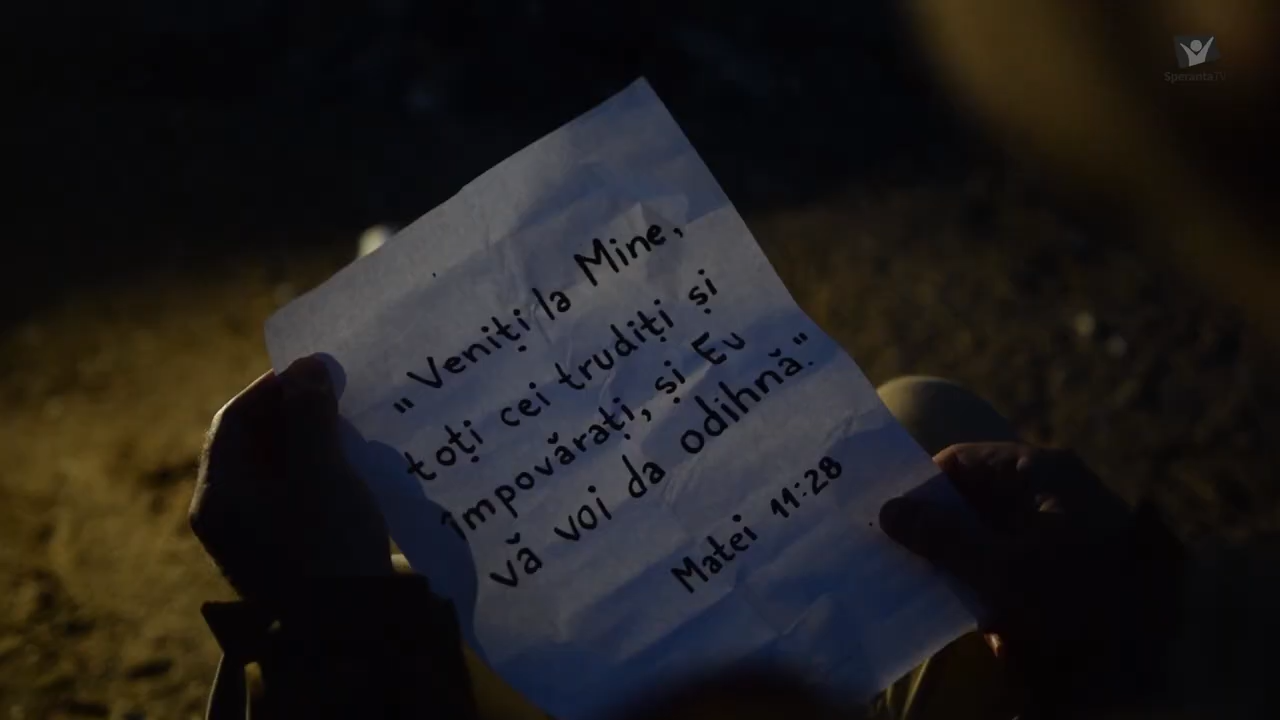 SperantaTV
„Veniți la Mine,
toți cei trudiți și
împovărați, și Eu
vă voi da odihnă."
Matei 11:28